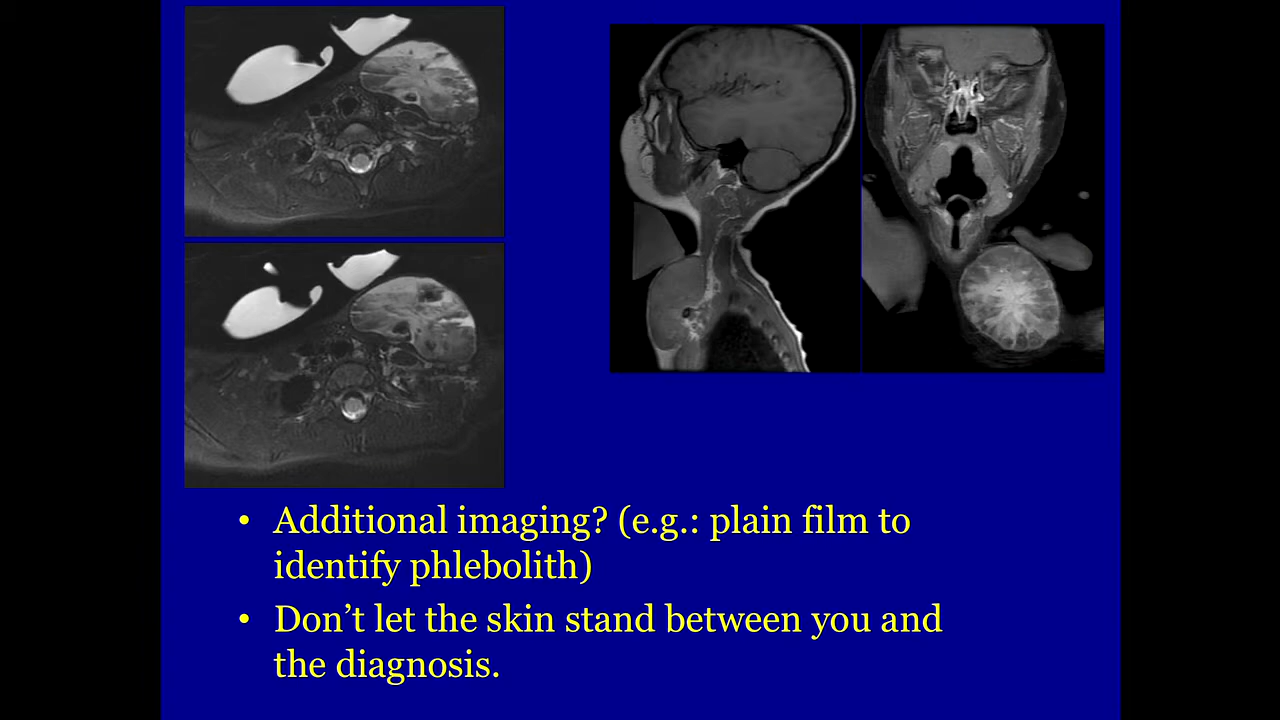 • Additional imaging? (e.g.: plain film to
identify phlebolith)
• Don’t let the skin stand between you and
the diagnosis.